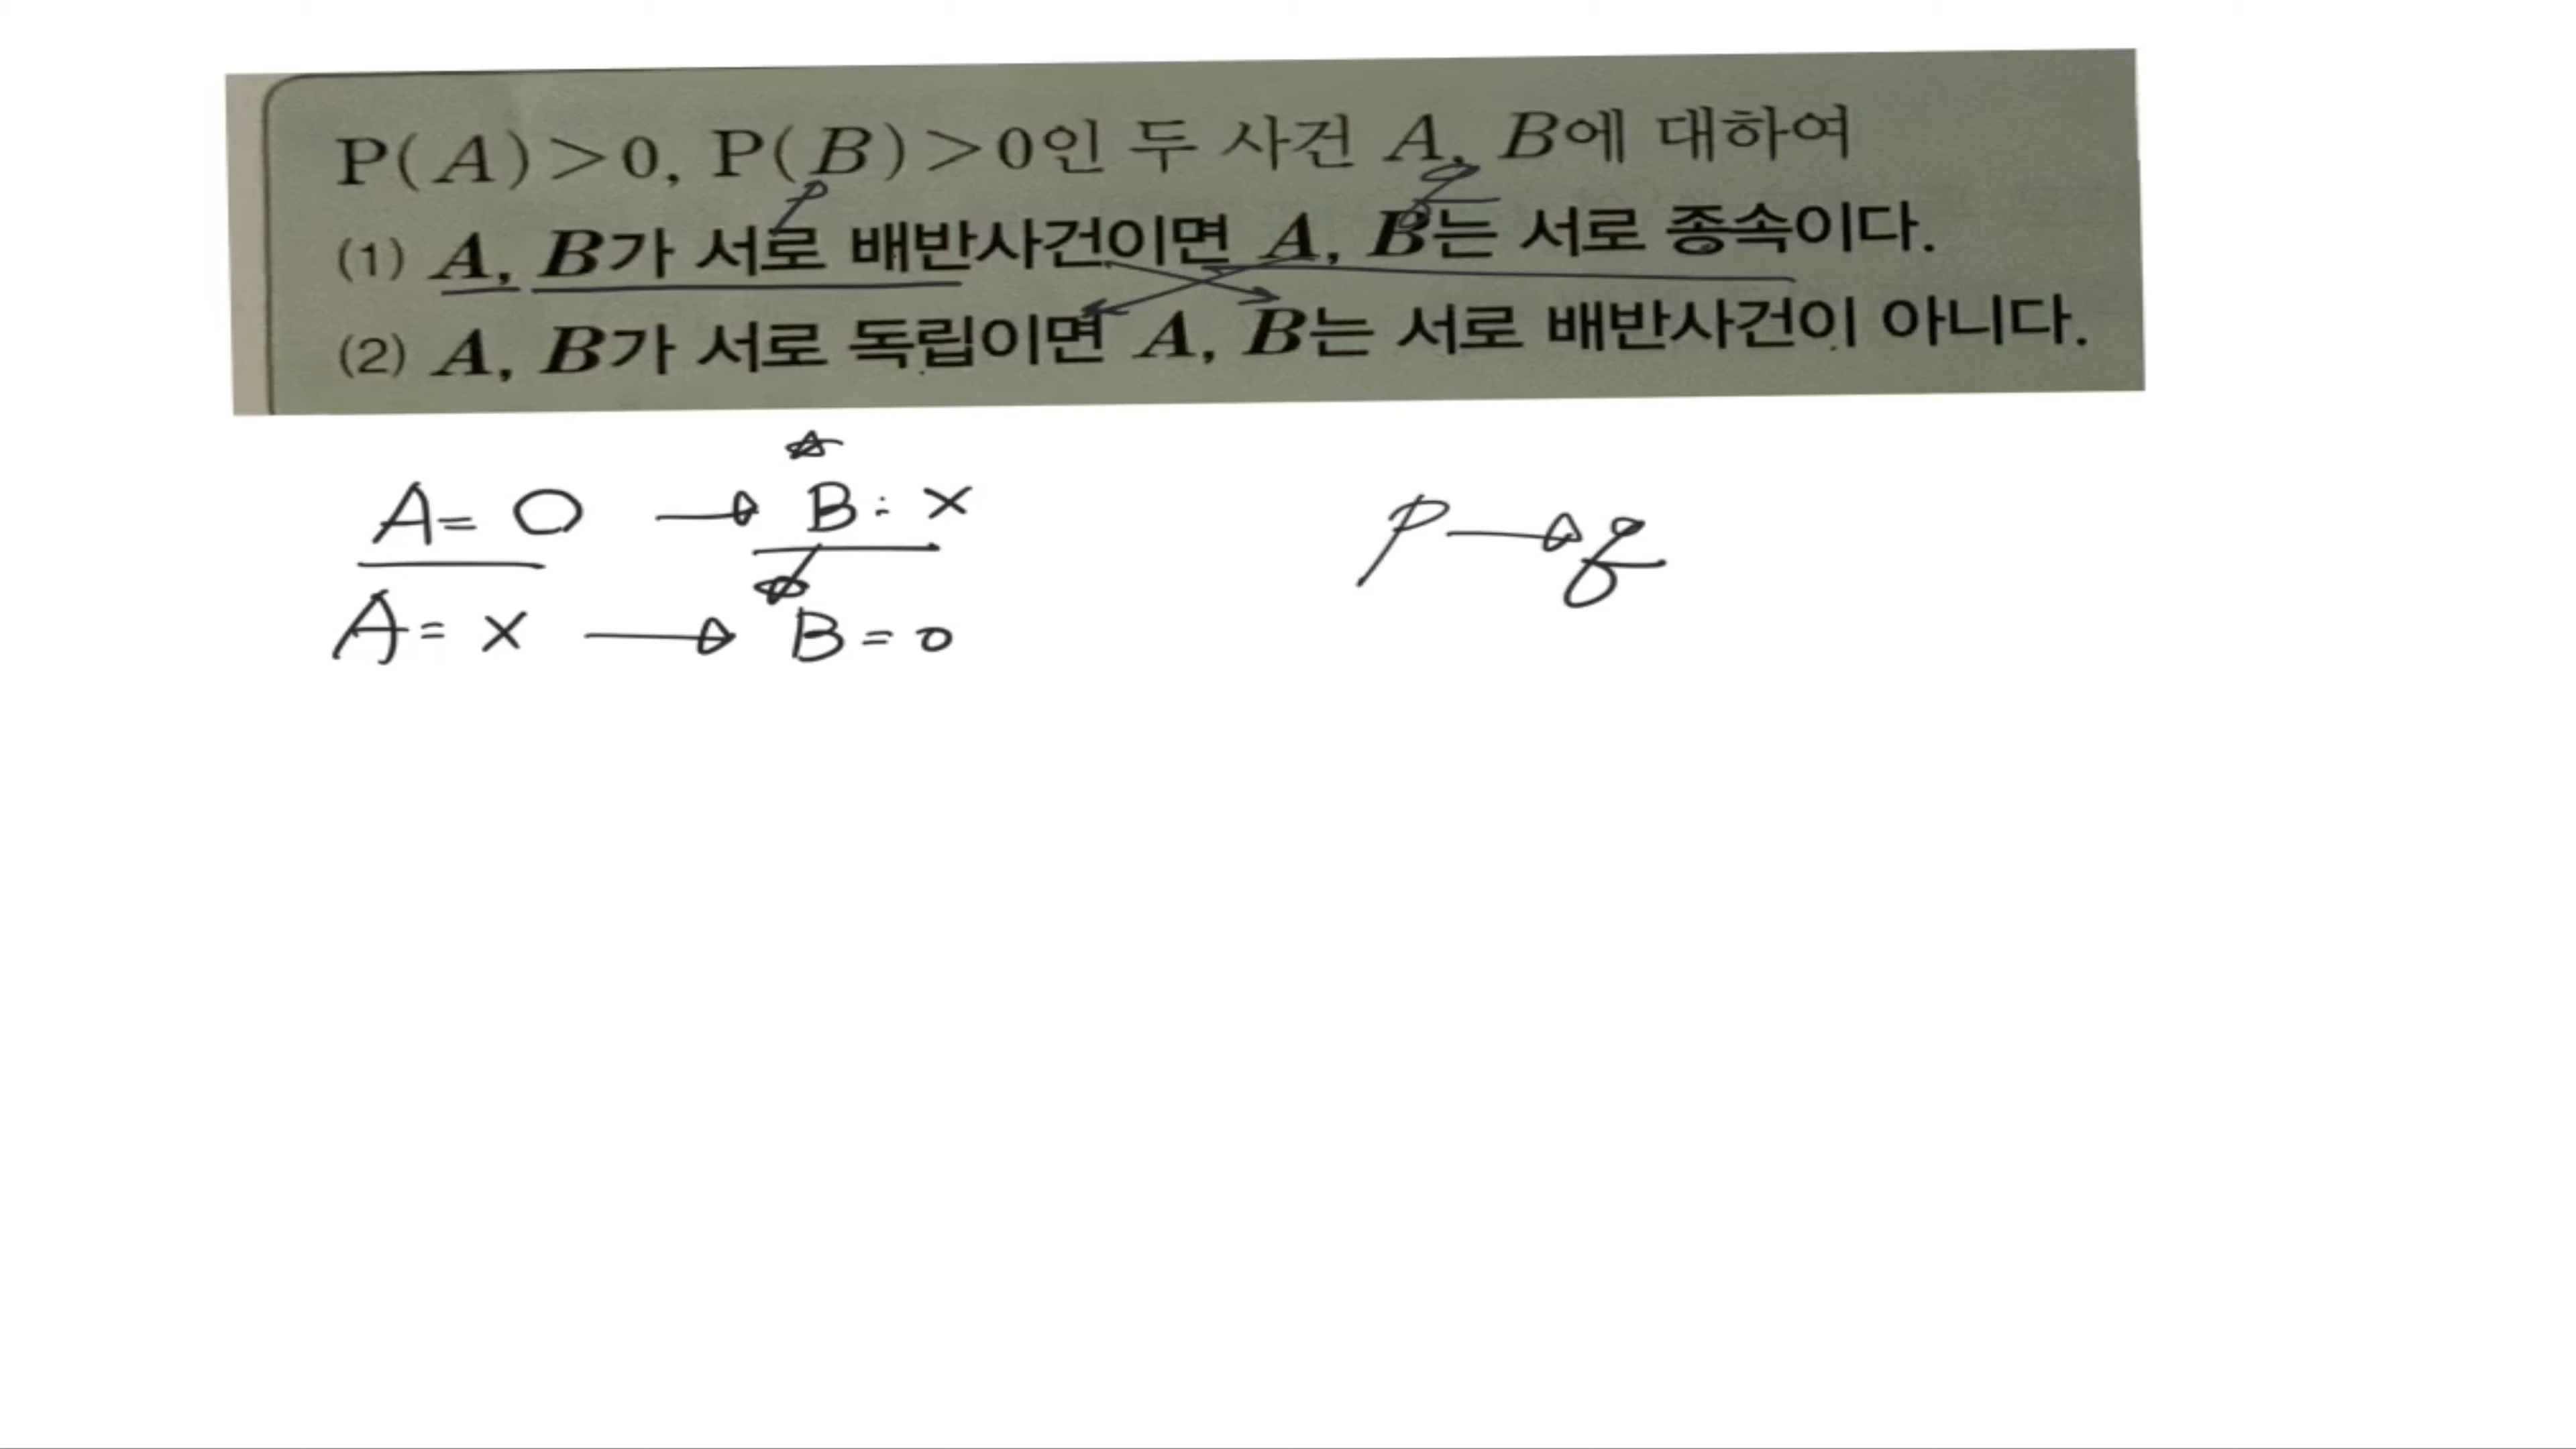 P(A)>0, P(B)>0인 두 사건 A, B에 대하여
p q
(1) A, B가 서로 배반사건이면 A, B는 서로 종속이다.
(2) A, B가 서로 독립이면 A, B는 서로 배반사건이 아니다.
A= O → B: x
A= x → B=o
p→q